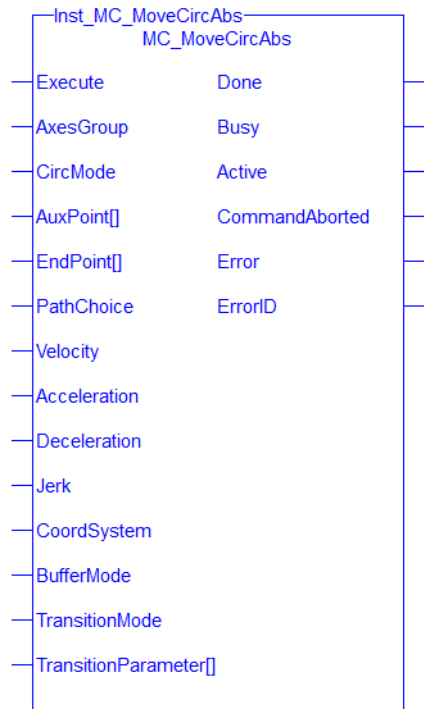 Inst_MC_MoveCircAbs
MC_MoveCircAbs
Execute Done
AxesGroup Busy
CircMode Active
AuxPoint[] CommandAborted
EndPoint[] Error
PathChoice ErrorID
Velocity
Acceleration
Deceleration
Jerk
CoordSystem
BufferMode
TransitionMode
TransitionParameter[]